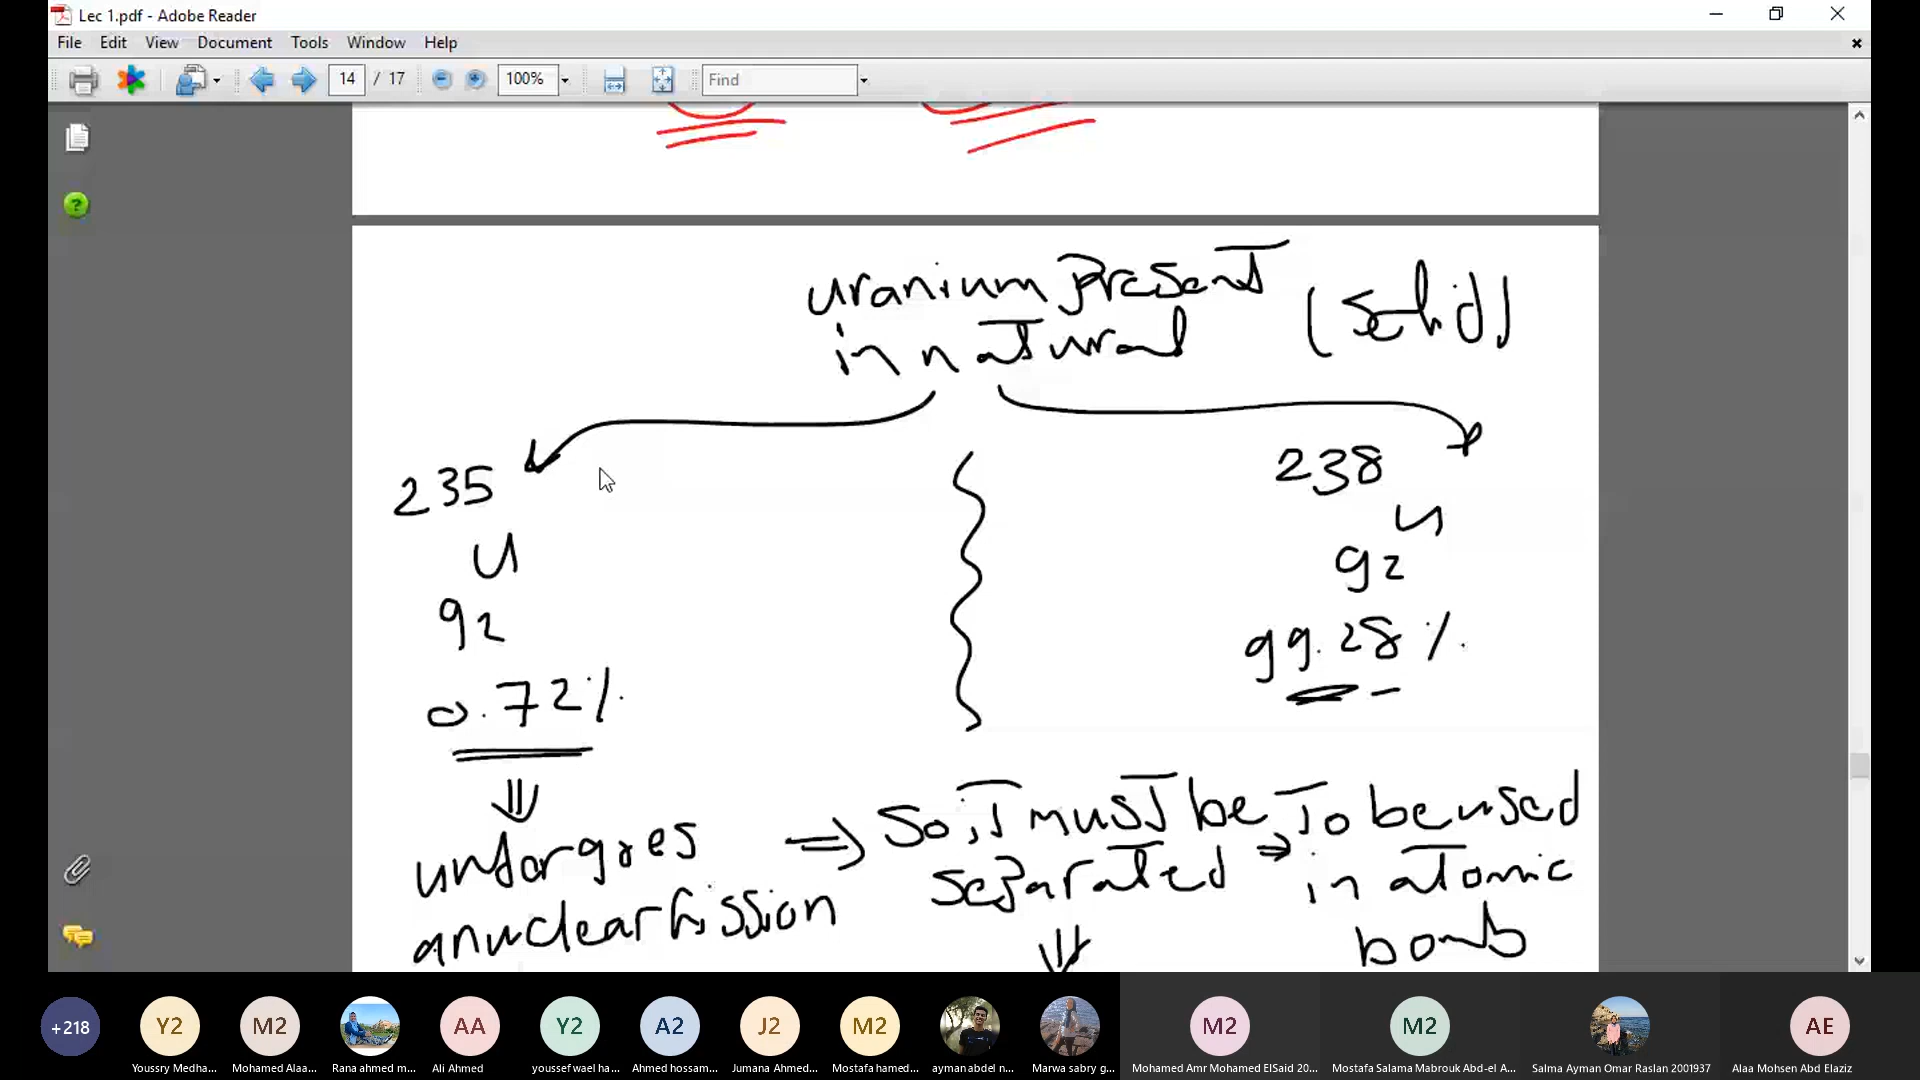 Lec 1.pdf - Adobe Reader
File Edit View Document Tools Window Help
14 / 17 100% Find
uranium present (solid)
in natural
235
U
92
0.72%
238
U
92
99.28%
undorgoes
a nuclear fission
⇒ So, it must be
separated
⇒ To be used
in atomic
bomb
+218 Y2 M2 AA Y2 A2 J2 M2 M2 M2 AE
Youssry Medha... Mohamed Alaa... Rana ahmed m... Ali Ahmed youssef wael ha... Ahmed hossam... Jumana Ahmed... Mostafa hamed... ayman abdel n... Marwa sabry g... Mohamed Amr Mohamed ElSaid 20... Mostafa Salama Mabrouk Abd-el A... Salma Ayman Omar Raslan 2001937 Alaa Mohsen Abd Elaziz